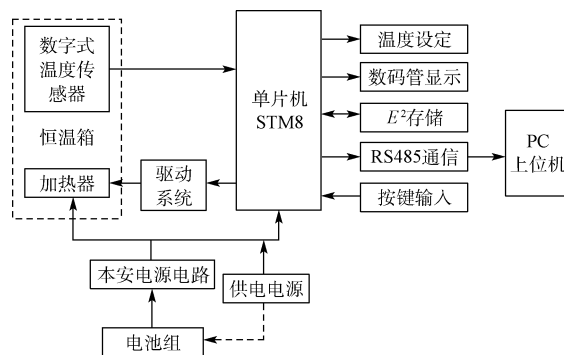 数字式
温度传
感器
恒温箱
加热器
驱动
系统
单片机
STM8
温度设定
数码管显示
E²存储
RS485通信
按键输入
PC
上位机
本安电源电路
供电电源
电池组